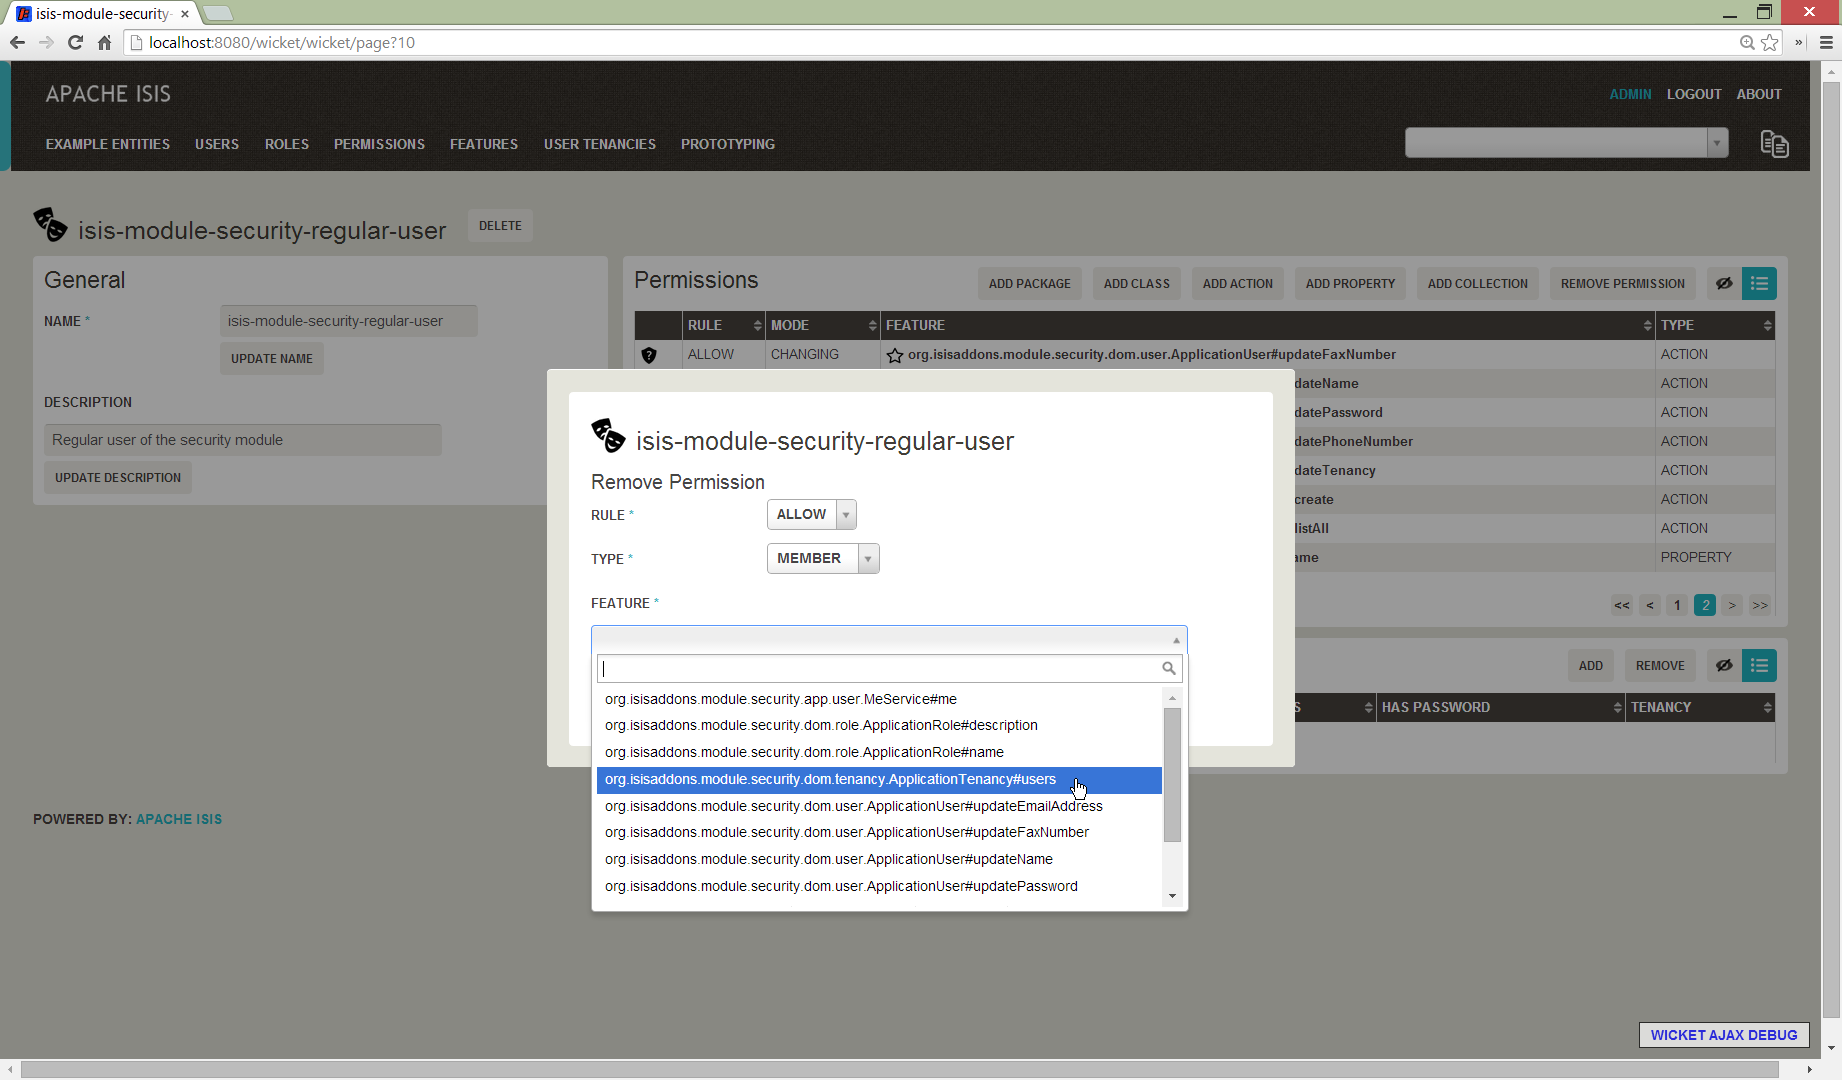 isis-module-security-
localhost:8080/wicket/wicket/page?10
APACHE ISIS
ADMIN LOGOUT ABOUT
EXAMPLE ENTITIES USERS ROLES PERMISSIONS FEATURES USER TENANCIES PROTOTYPING
isis-module-security-regular-user DELETE
General
NAME * isis-module-security-regular-user
UPDATE NAME
DESCRIPTION
Regular user of the security module
UPDATE DESCRIPTION
Permissions ADD PACKAGE ADD CLASS ADD ACTION ADD PROPERTY ADD COLLECTION REMOVE PERMISSION
RULE MODE FEATURE TYPE
ALLOW CHANGING org.isisaddons.module.security.dom.user.ApplicationUser#updateFaxNumber ACTION
dateName ACTION
datePassword ACTION
datePhoneNumber ACTION
dateTenancy ACTION
create ACTION
listAll ACTION
ame PROPERTY
<< < 1 2 > >>
ADD REMOVE
S HAS PASSWORD TENANCY
isis-module-security-regular-user
Remove Permission
RULE * ALLOW
TYPE * MEMBER
FEATURE *
org.isisaddons.module.security.app.user.MeService#me
org.isisaddons.module.security.dom.role.ApplicationRole#description
org.isisaddons.module.security.dom.role.ApplicationRole#name
org.isisaddons.module.security.dom.tenancy.ApplicationTenancy#users
org.isisaddons.module.security.dom.user.ApplicationUser#updateEmailAddress
org.isisaddons.module.security.dom.user.ApplicationUser#updateFaxNumber
org.isisaddons.module.security.dom.user.ApplicationUser#updateName
org.isisaddons.module.security.dom.user.ApplicationUser#updatePassword
POWERED BY: APACHE ISIS
WICKET AJAX DEBUG